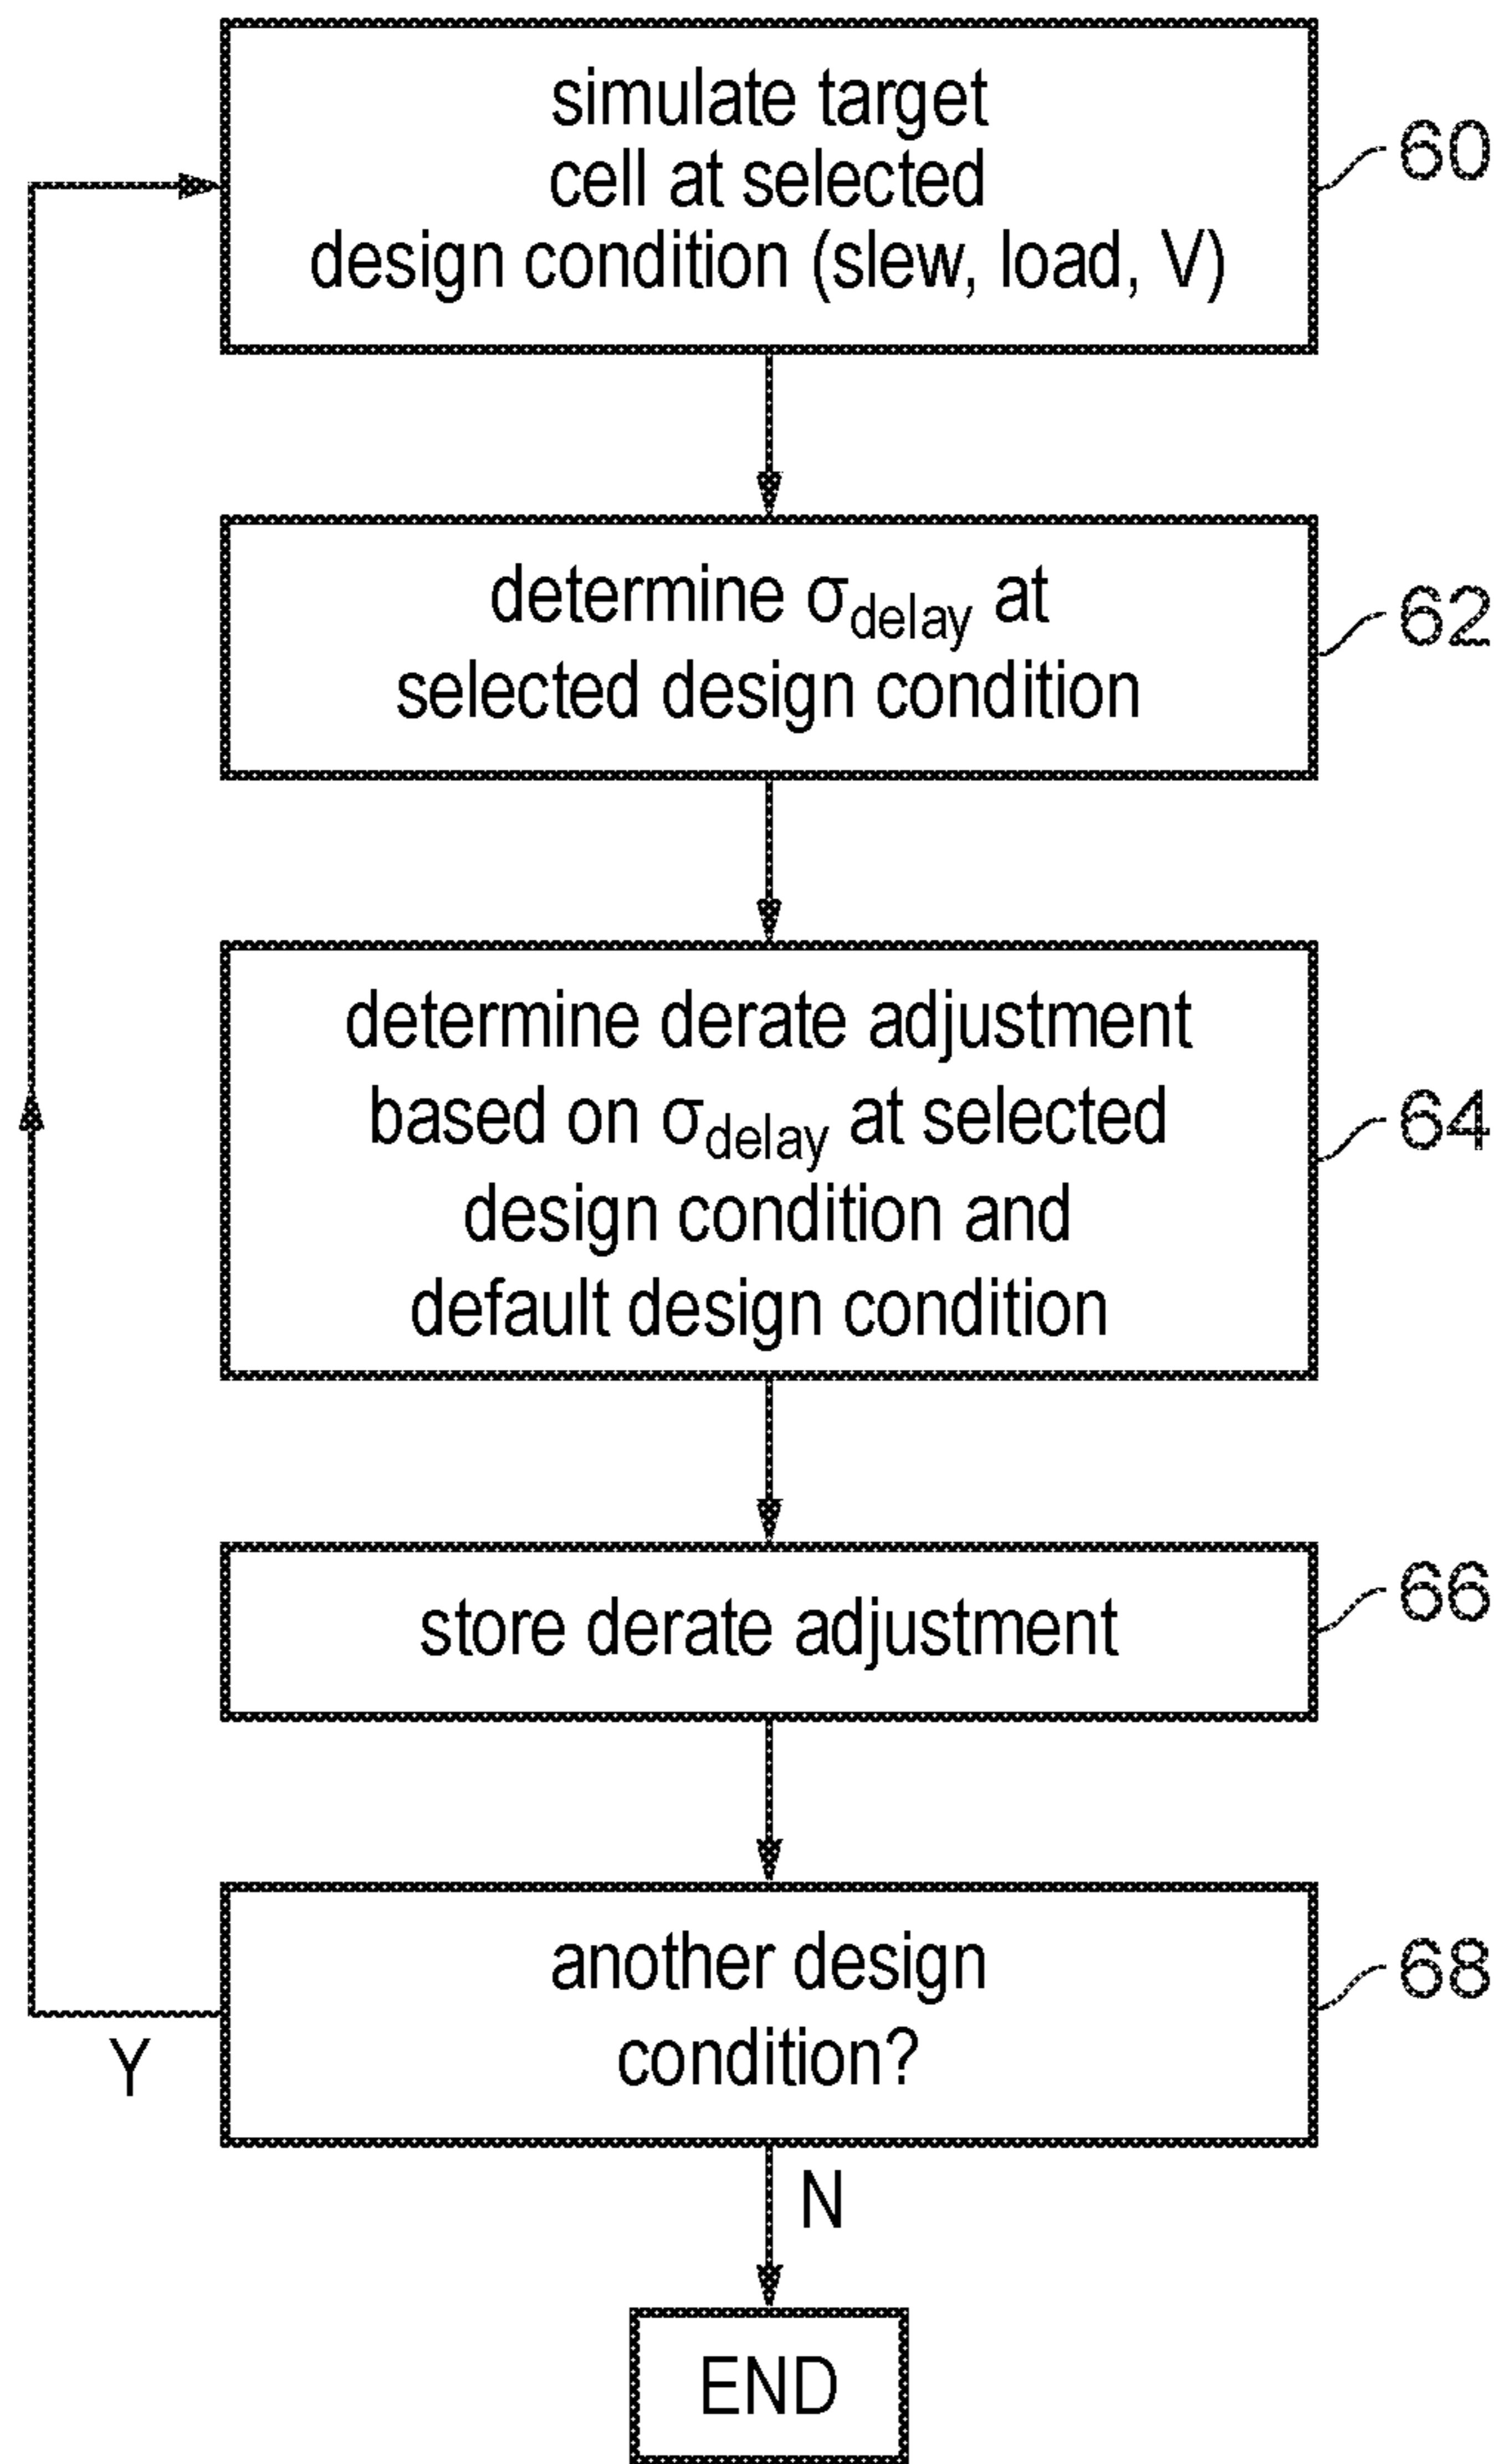 simulate target
cell at selected
design condition (slew, load, V)
60
determine σdelay at
selected design condition
62
determine derate adjustment
based on σdelay at selected
design condition and
default design condition
64
store derate adjustment
66
another design
condition?
68
Y
N
END